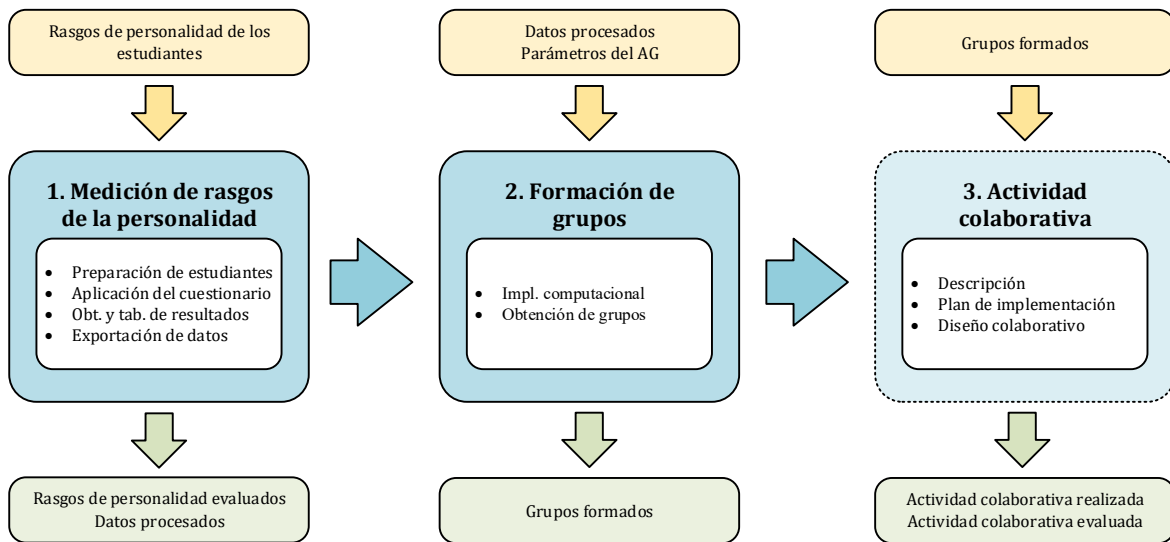 Rasgos de personalidad de los
estudiantes
Datos procesados
Parámetros del AG
Grupos formados
1. Medición de rasgos
de la personalidad
• Preparación de estudiantes
• Aplicación del cuestionario
• Obt. y tab. de resultados
• Exportación de datos
2. Formación de
grupos
• Impl. computacional
• Obtención de grupos
3. Actividad
colaborativa
• Descripción
• Plan de implementación
• Diseño colaborativo
Rasgos de personalidad evaluados
Datos procesados
Grupos formados
Actividad colaborativa realizada
Actividad colaborativa evaluada